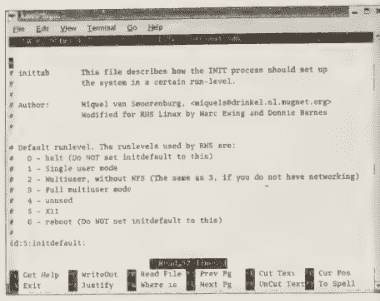 File Edit View Terminal Go Help
#
# inittab This file describes how the INIT process should set up
# the system in a certain run-level.
#
# Author: Miquel van Smoorenburg, <miquels@drinkel.nl.mugnet.org>
# Modified for RHS Linux by Marc Ewing and Donnie Barnes
#
#
# Default runlevel. The runlevels used by RHS are:
# 0 - halt (Do NOT set initdefault to this)
# 1 - Single user mode
# 2 - Multiuser, without NFS (The same as 3, if you do not have networking)
# 3 - Full multiuser mode
# 4 - unused
# 5 - X11
# 6 - reboot (Do NOT set initdefault to this)
#
id:5:initdefault:
Get Help WriteOut Read File Prev Pg Cut Text Cur Pos
Exit Justify Where is Next Pg UnCut Text To Spell